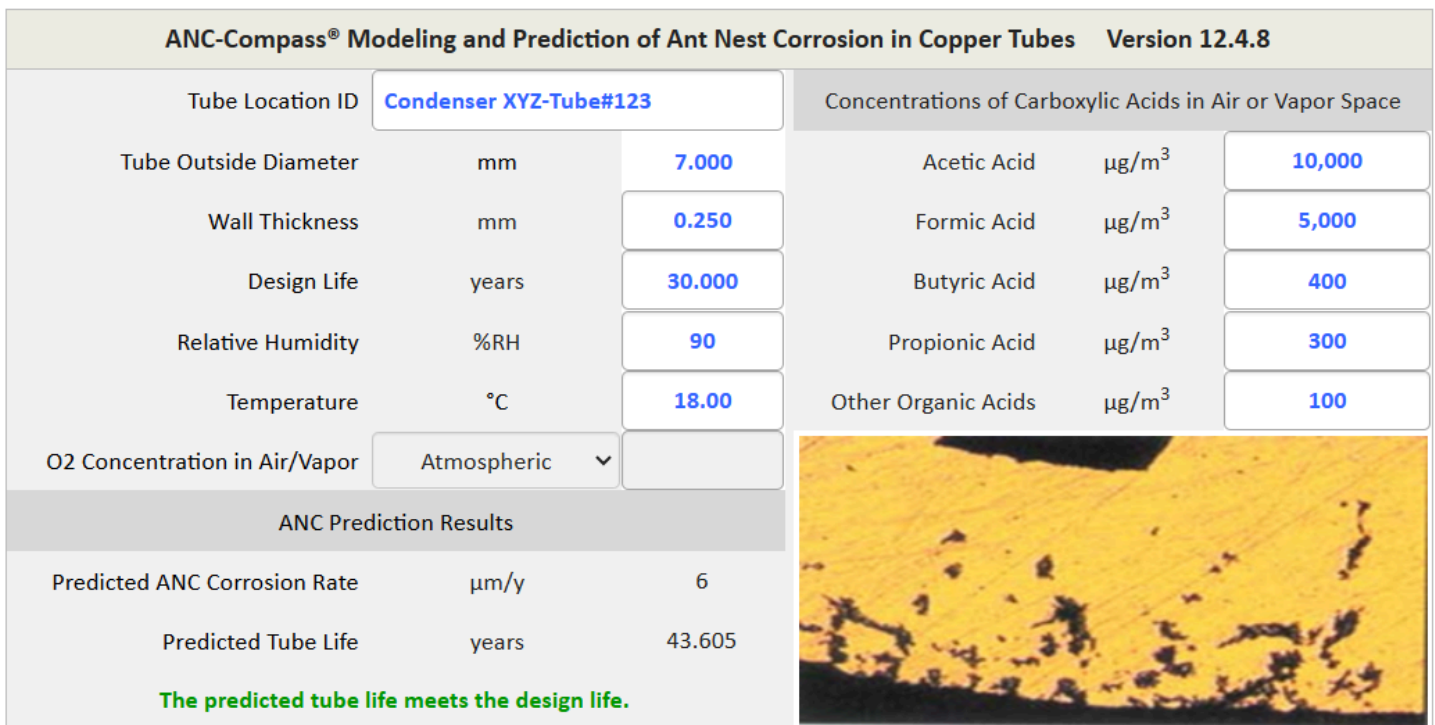 ANC-Compass® Modeling and Prediction of Ant Nest Corrosion in Copper Tubes Version 12.4.8
Tube Location ID Condenser XYZ-Tube#123
Tube Outside Diameter mm 7.000
Wall Thickness mm 0.250
Design Life years 30.000
Relative Humidity %RH 90
Temperature °C 18.00
O2 Concentration in Air/Vapor Atmospheric
ANC Prediction Results
Predicted ANC Corrosion Rate µm/y 6
Predicted Tube Life years 43.605
The predicted tube life meets the design life.
Concentrations of Carboxylic Acids in Air or Vapor Space
Acetic Acid µg/m³ 10,000
Formic Acid µg/m³ 5,000
Butyric Acid µg/m³ 400
Propionic Acid µg/m³ 300
Other Organic Acids µg/m³ 100